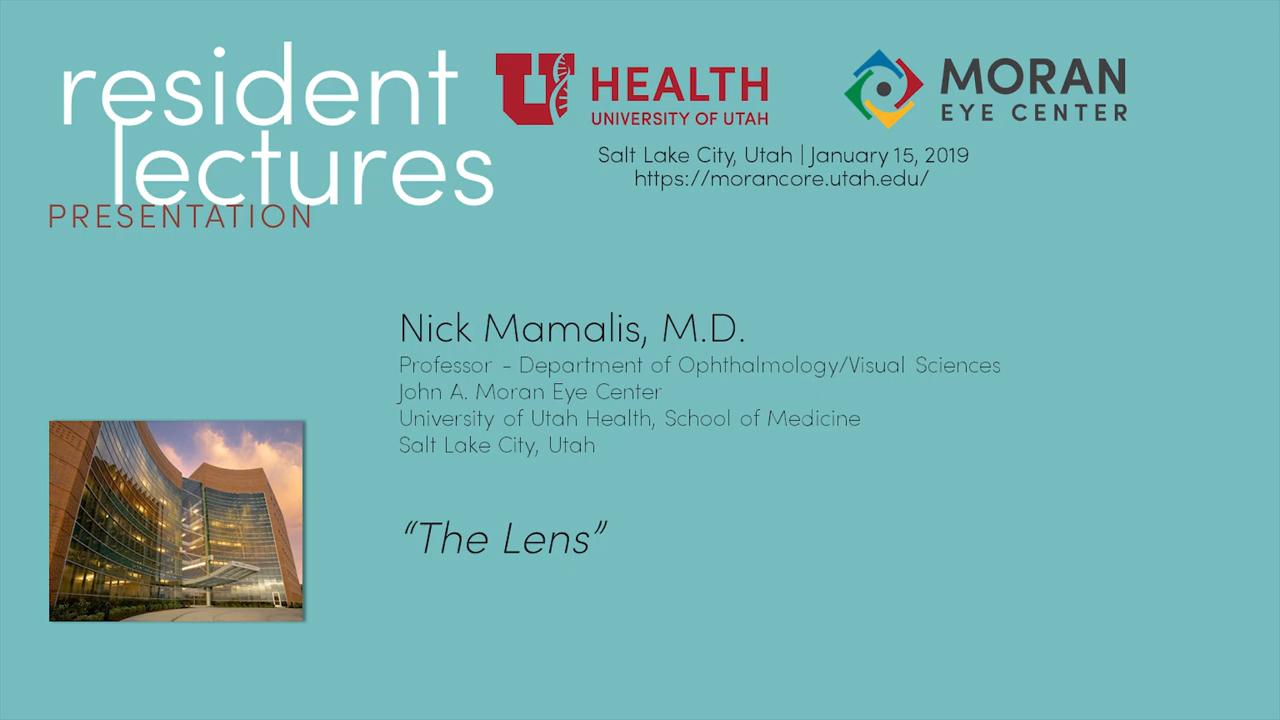 resident
lectures
PRESENTATION
U HEALTH
UNIVERSITY OF UTAH
MORAN
EYE CENTER
Salt Lake City, Utah | January 15, 2019
https://morancore.utah.edu/
Nick Mamalis, M.D.
Professor - Department of Ophthalmology/Visual Sciences
John A. Moran Eye Center
University of Utah Health, School of Medicine
Salt Lake City, Utah
“The Lens”